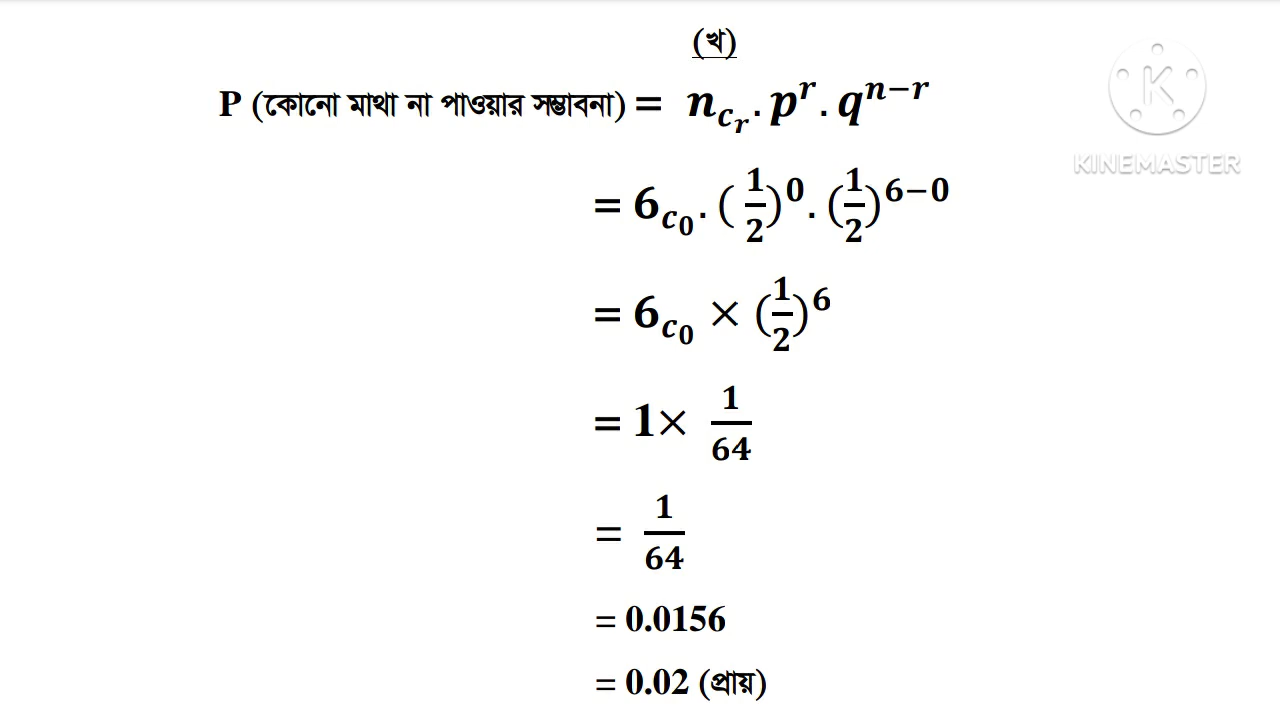 (খ)
P (কোনো মাথা না পাওয়ার সম্ভাবনা) = n_{c_r}. p^r. q^{n−r}
KINEMASTER
= 6_{c_0}. (1/2)^0. (1/2)^{6−0}
= 6_{c_0} × (1/2)^6
= 1× 1/64
= 1/64
= 0.0156
= 0.02 (প্রায়)